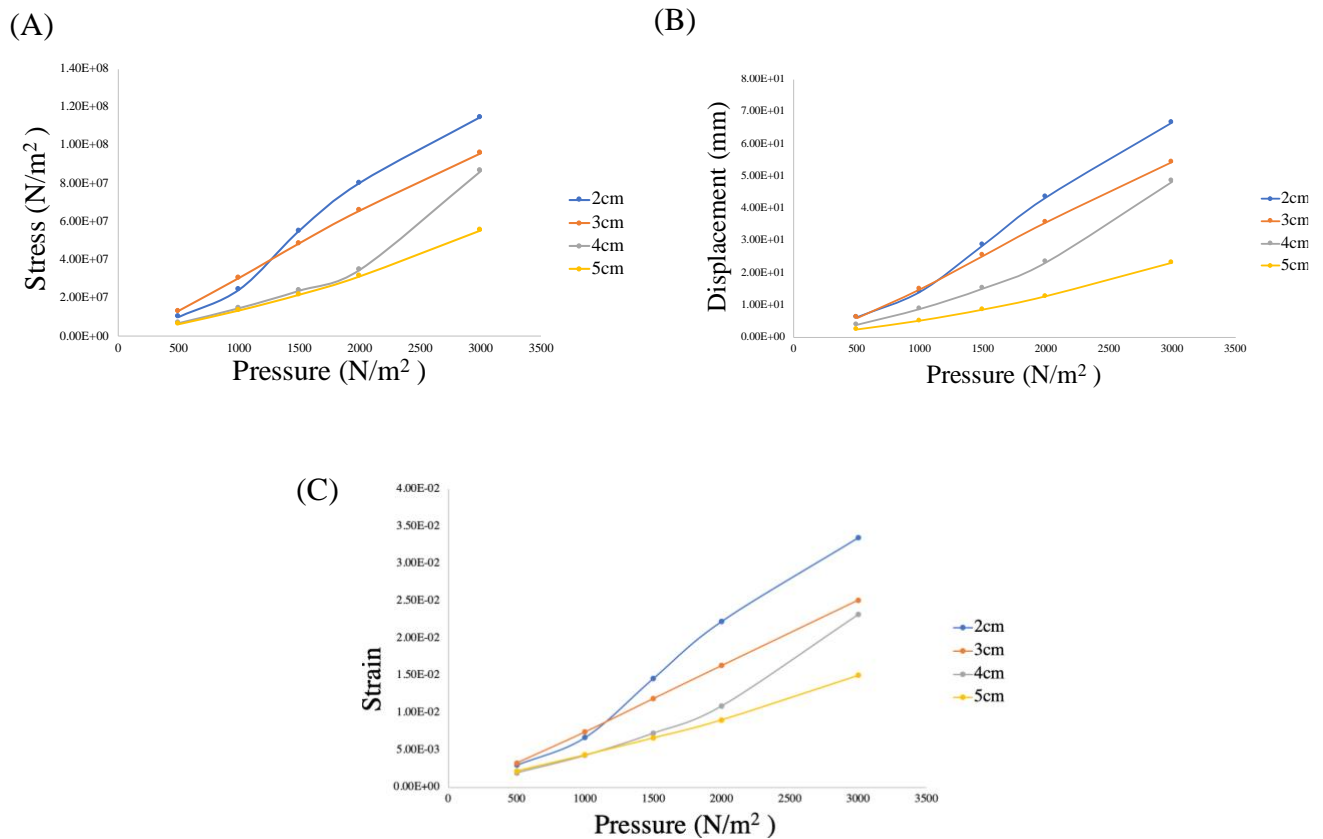 (A)
1.40E+08
1.20E+08
1.00E+08
8.00E+07
6.00E+07
4.00E+07
2.00E+07
0.00E+00
Stress (N/m² )
0 500 1000 1500 2000 2500 3000 3500
Pressure (N/m² )
2cm
3cm
4cm
5cm
(B)
8.00E+01
7.00E+01
6.00E+01
5.00E+01
4.00E+01
3.00E+01
2.00E+01
1.00E+01
0.00E+00
Displacement (mm)
0 500 1000 1500 2000 2500 3000 3500
Pressure (N/m² )
2cm
3cm
4cm
5cm
(C)
4.00E-02
3.50E-02
3.00E-02
2.50E-02
2.00E-02
1.50E-02
1.00E-02
5.00E-03
0.00E+00
Strain
0 500 1000 1500 2000 2500 3000 3500
Pressure (N/m² )
2cm
3cm
4cm
5cm